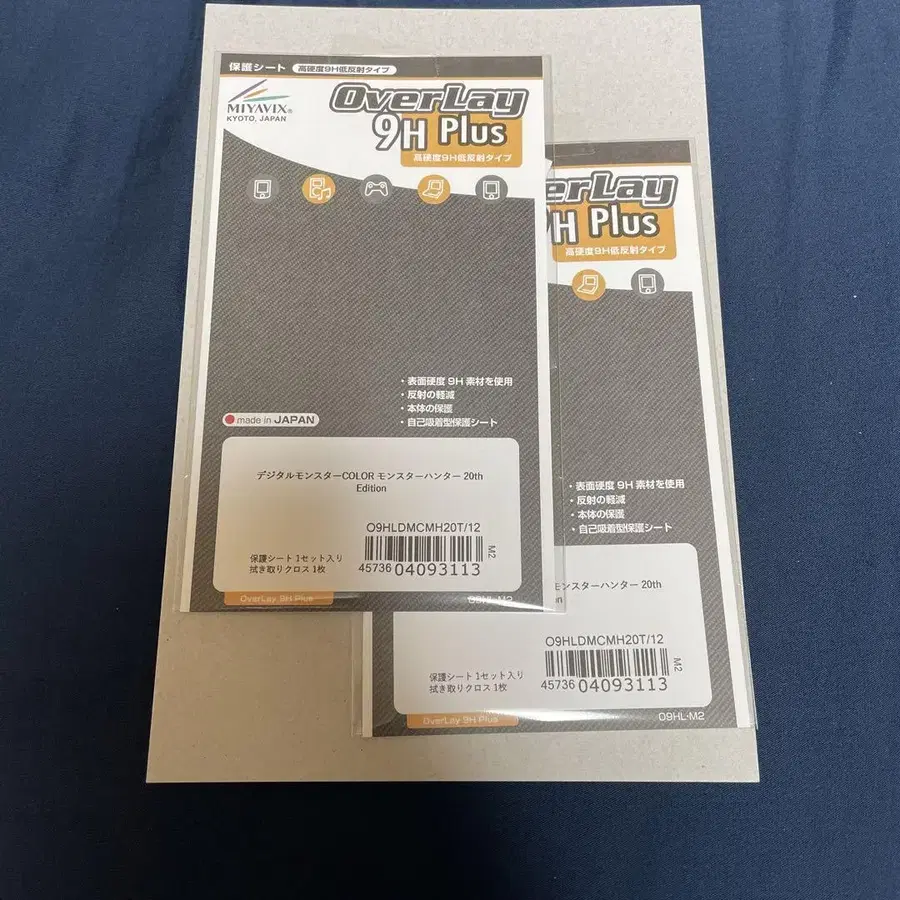 保護シート 高硬度9H低反射タイプ
MIYAVIX®
KYOTO, JAPAN
OverLay
9H Plus
高硬度9H低反射タイプ
・表面硬度 9H 素材を使用
・反射の軽減
・本体の保護
・自己吸着型保護シート
made in JAPAN
デジタルモンスターCOLOR モンスターハンター 20th
Edition
O9HLDMCMH20T/12
保護シート 1セット入り
拭き取りクロス 1枚
45736 04093113
M2
OverLay 9H Plus
O9HL-M2
erLay
H Plus
高硬度9H低反射タイプ
・表面硬度 9H 素材を使用
・反射の軽減
・本体の保護
・自己吸着型保護シート
モンスターハンター 20th
on
O9HLDMCMH20T/12
保護シート 1セット入り
拭き取りクロス 1枚
45736 04093113
M2
OverLay 9H Plus
O9HL-M2